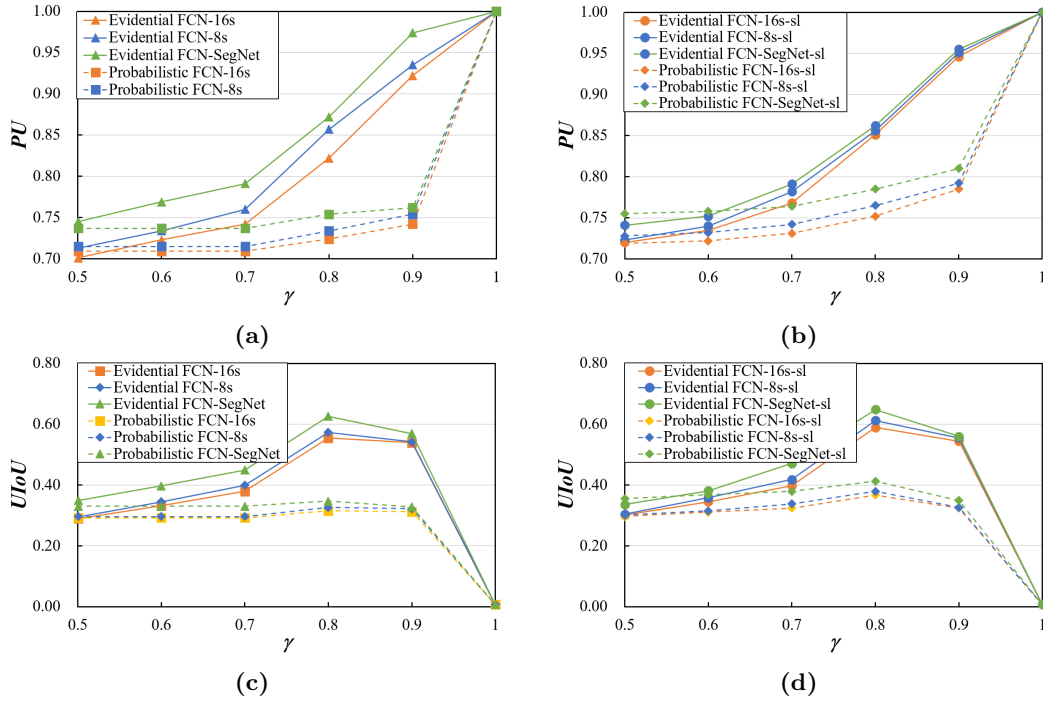 1.00
0.95
0.90
0.85
0.80
0.75
0.70
PU
Evidential FCN-16s
Evidential FCN-8s
Evidential FCN-SegNet
Probabilistic FCN-16s
Probabilistic FCN-8s
0.5 0.6 0.7 0.8 0.9 1
γ
(a)
1.00
0.95
0.90
0.85
0.80
0.75
0.70
PU
Evidential FCN-16s-sl
Evidential FCN-8s-sl
Evidential FCN-SegNet-sl
Probabilistic FCN-16s-sl
Probabilistic FCN-8s-sl
Probabilistic FCN-SegNet-sl
0.5 0.6 0.7 0.8 0.9 1
γ
(b)
0.80
0.60
0.40
0.20
0.00
UIoU
Evidential FCN-16s
Evidential FCN-8s
Evidential FCN-SegNet
Probabilistic FCN-16s
Probabilistic FCN-8s
Probabilistic FCN-SegNet
0.5 0.6 0.7 0.8 0.9 1
γ
(c)
0.80
0.60
0.40
0.20
0.00
UIoU
Evidential FCN-16s-sl
Evidential FCN-8s-sl
Evidential FCN-SegNet-sl
Probabilistic FCN-16s-sl
Probabilistic FCN-8s-sl
Probabilistic FCN-SegNet-sl
0.5 0.6 0.7 0.8 0.9 1
γ
(d)